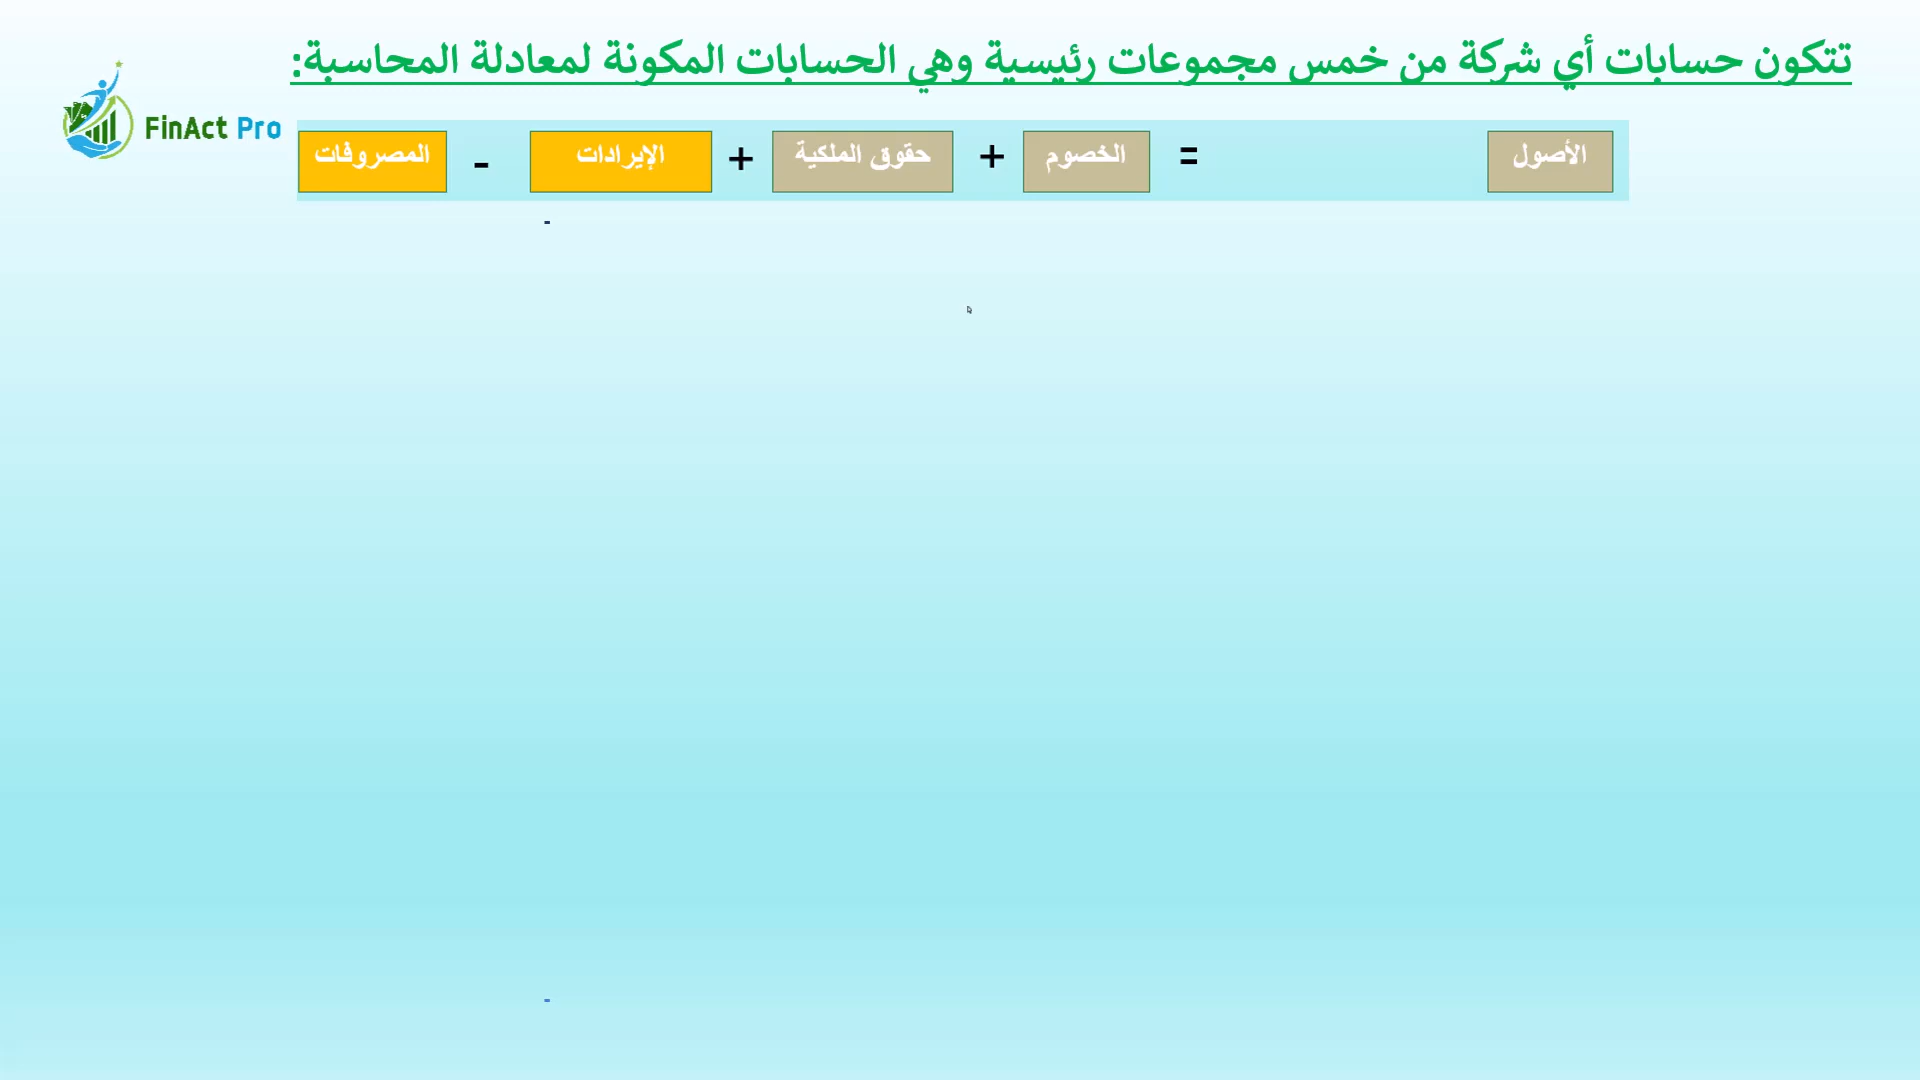 تتكون حسابات أي شركة من خمس مجموعات رئيسية وهي الحسابات المكونة لمعادلة المحاسبة:
FinAct Pro
الأصول = الخصوم + حقوق الملكية + الإيرادات - المصروفات
-
-